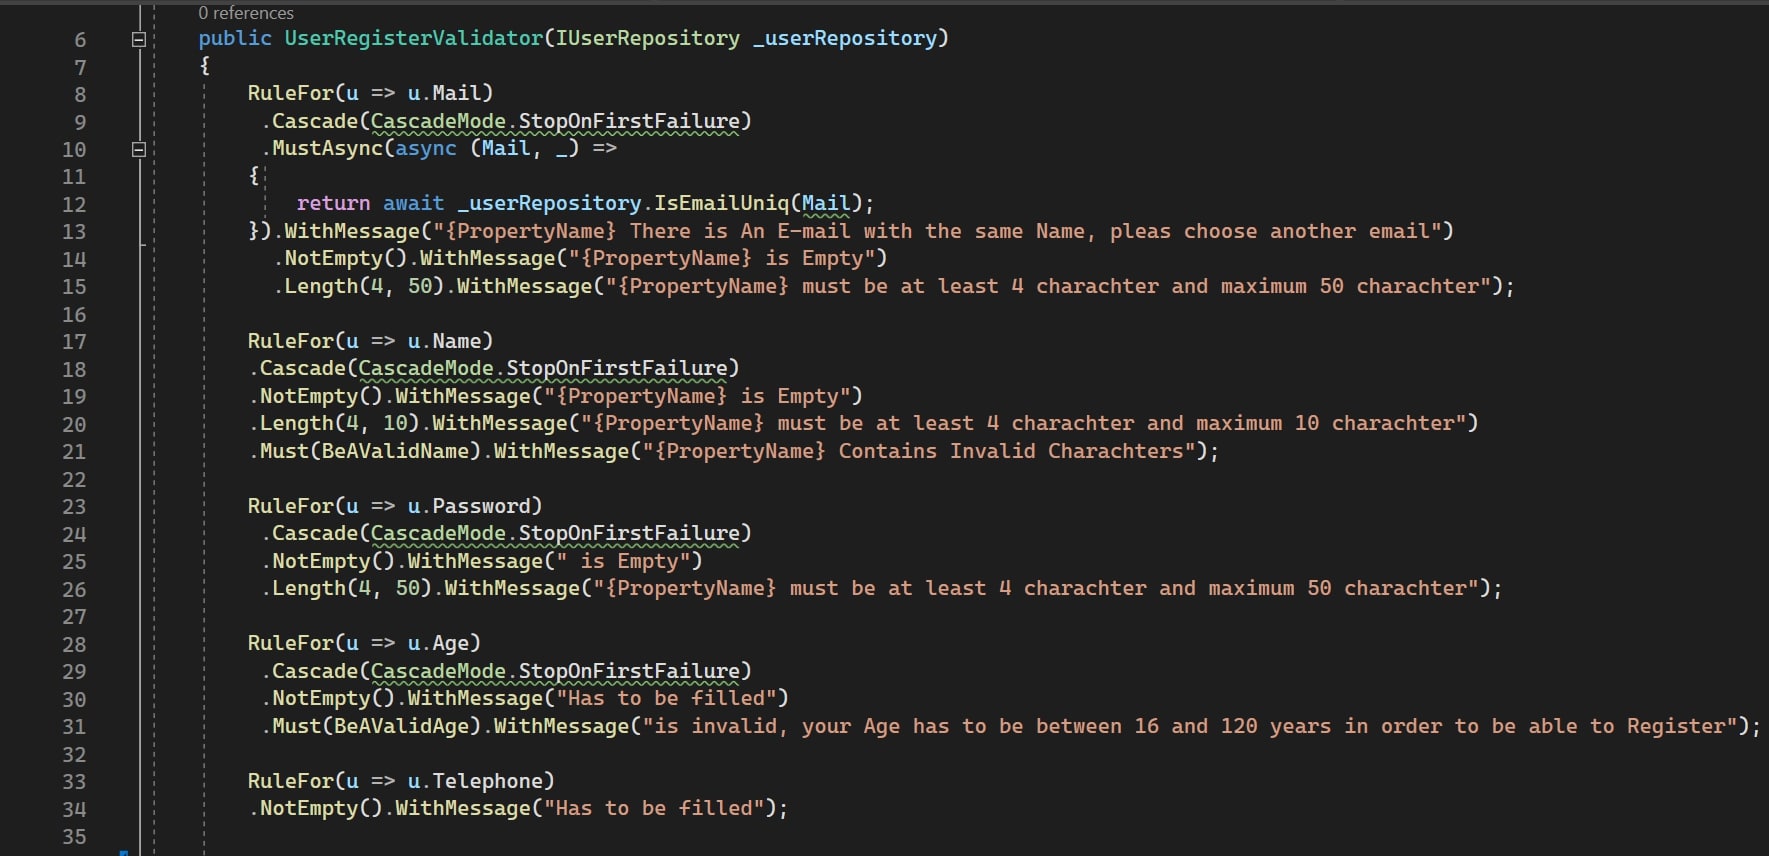 0 references
6 public UserRegisterValidator(IUserRepository _userRepository)
7 {
8 RuleFor(u => u.Mail)
9 .Cascade(CascadeMode.StopOnFirstFailure)
10 .MustAsync(async (Mail, _) =>
11 {
12 return await _userRepository.IsEmailUniq(Mail);
13 }).WithMessage("{PropertyName} There is An E-mail with the same Name, pleas choose another email")
14 .NotEmpty().WithMessage("{PropertyName} is Empty")
15 .Length(4, 50).WithMessage("{PropertyName} must be at least 4 charachter and maximum 50 charachter");
16
17 RuleFor(u => u.Name)
18 .Cascade(CascadeMode.StopOnFirstFailure)
19 .NotEmpty().WithMessage("{PropertyName} is Empty")
20 .Length(4, 10).WithMessage("{PropertyName} must be at least 4 charachter and maximum 10 charachter")
21 .Must(BeAValidName).WithMessage("{PropertyName} Contains Invalid Charachters");
22
23 RuleFor(u => u.Password)
24 .Cascade(CascadeMode.StopOnFirstFailure)
25 .NotEmpty().WithMessage(" is Empty")
26 .Length(4, 50).WithMessage("{PropertyName} must be at least 4 charachter and maximum 50 charachter");
27
28 RuleFor(u => u.Age)
29 .Cascade(CascadeMode.StopOnFirstFailure)
30 .NotEmpty().WithMessage("Has to be filled")
31 .Must(BeAValidAge).WithMessage("is invalid, your Age has to be between 16 and 120 years in order to be able to Register");
32
33 RuleFor(u => u.Telephone)
34 .NotEmpty().WithMessage("Has to be filled");
35